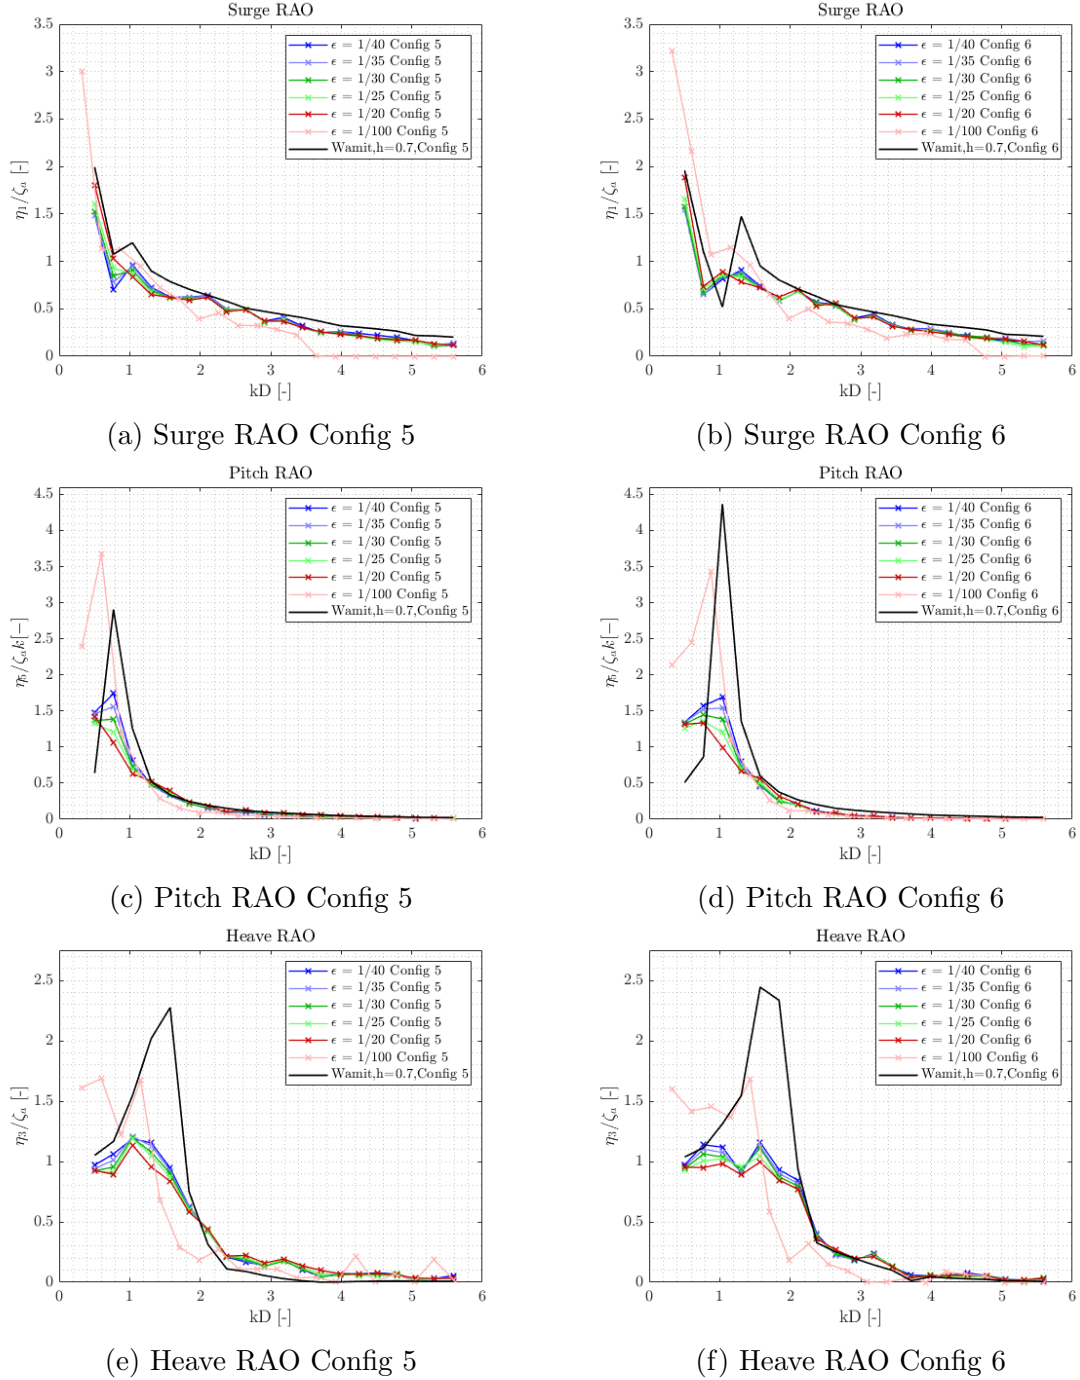 Surge RAO
3.5
3
2.5
2
1.5
1
0.5
0
η₁/ζₐ [-]
ϵ = 1/40 Config 5
ϵ = 1/35 Config 5
ϵ = 1/30 Config 5
ϵ = 1/25 Config 5
ϵ = 1/20 Config 5
ϵ = 1/100 Config 5
Wamit,h=0.7,Config 5
0 1 2 3 4 5 6
kD [-]
(a) Surge RAO Config 5
Surge RAO
3.5
3
2.5
2
1.5
1
0.5
0
η₁/ζₐ [-]
ϵ = 1/40 Config 6
ϵ = 1/35 Config 6
ϵ = 1/30 Config 6
ϵ = 1/25 Config 6
ϵ = 1/20 Config 6
ϵ = 1/100 Config 6
Wamit,h=0.7,Config 6
0 1 2 3 4 5 6
kD [-]
(b) Surge RAO Config 6
Pitch RAO
4.5
4
3.5
3
2.5
2
1.5
1
0.5
0
η₅/ζₐk[−]
ϵ = 1/40 Config 5
ϵ = 1/35 Config 5
ϵ = 1/30 Config 5
ϵ = 1/25 Config 5
ϵ = 1/20 Config 5
ϵ = 1/100 Config 5
Wamit,h=0.7,Config 5
0 1 2 3 4 5 6
kD [-]
(c) Pitch RAO Config 5
Pitch RAO
4.5
4
3.5
3
2.5
2
1.5
1
0.5
0
η₅/ζₐk[−]
ϵ = 1/40 Config 6
ϵ = 1/35 Config 6
ϵ = 1/30 Config 6
ϵ = 1/25 Config 6
ϵ = 1/20 Config 6
ϵ = 1/100 Config 6
Wamit,h=0.7,Config 6
0 1 2 3 4 5 6
kD [-]
(d) Pitch RAO Config 6
Heave RAO
2.5
2
1.5
1
0.5
0
η₃/ζₐ [-]
ϵ = 1/40 Config 5
ϵ = 1/35 Config 5
ϵ = 1/30 Config 5
ϵ = 1/25 Config 5
ϵ = 1/20 Config 5
ϵ = 1/100 Config 5
Wamit,h=0.7,Config 5
0 1 2 3 4 5 6
kD [-]
(e) Heave RAO Config 5
Heave RAO
2.5
2
1.5
1
0.5
0
η₃/ζₐ [-]
ϵ = 1/40 Config 6
ϵ = 1/35 Config 6
ϵ = 1/30 Config 6
ϵ = 1/25 Config 6
ϵ = 1/20 Config 6
ϵ = 1/100 Config 6
Wamit,h=0.7,Config 6
0 1 2 3 4 5 6
kD [-]
(f) Heave RAO Config 6